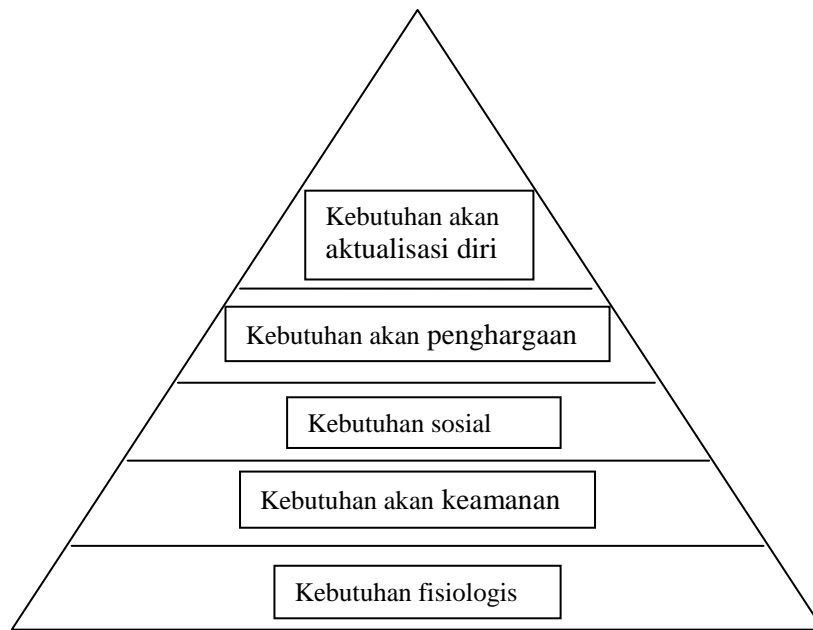 Kebutuhan akan
aktualisasi diri
Kebutuhan akan penghargaan
Kebutuhan sosial
Kebutuhan akan keamanan
Kebutuhan fisiologis